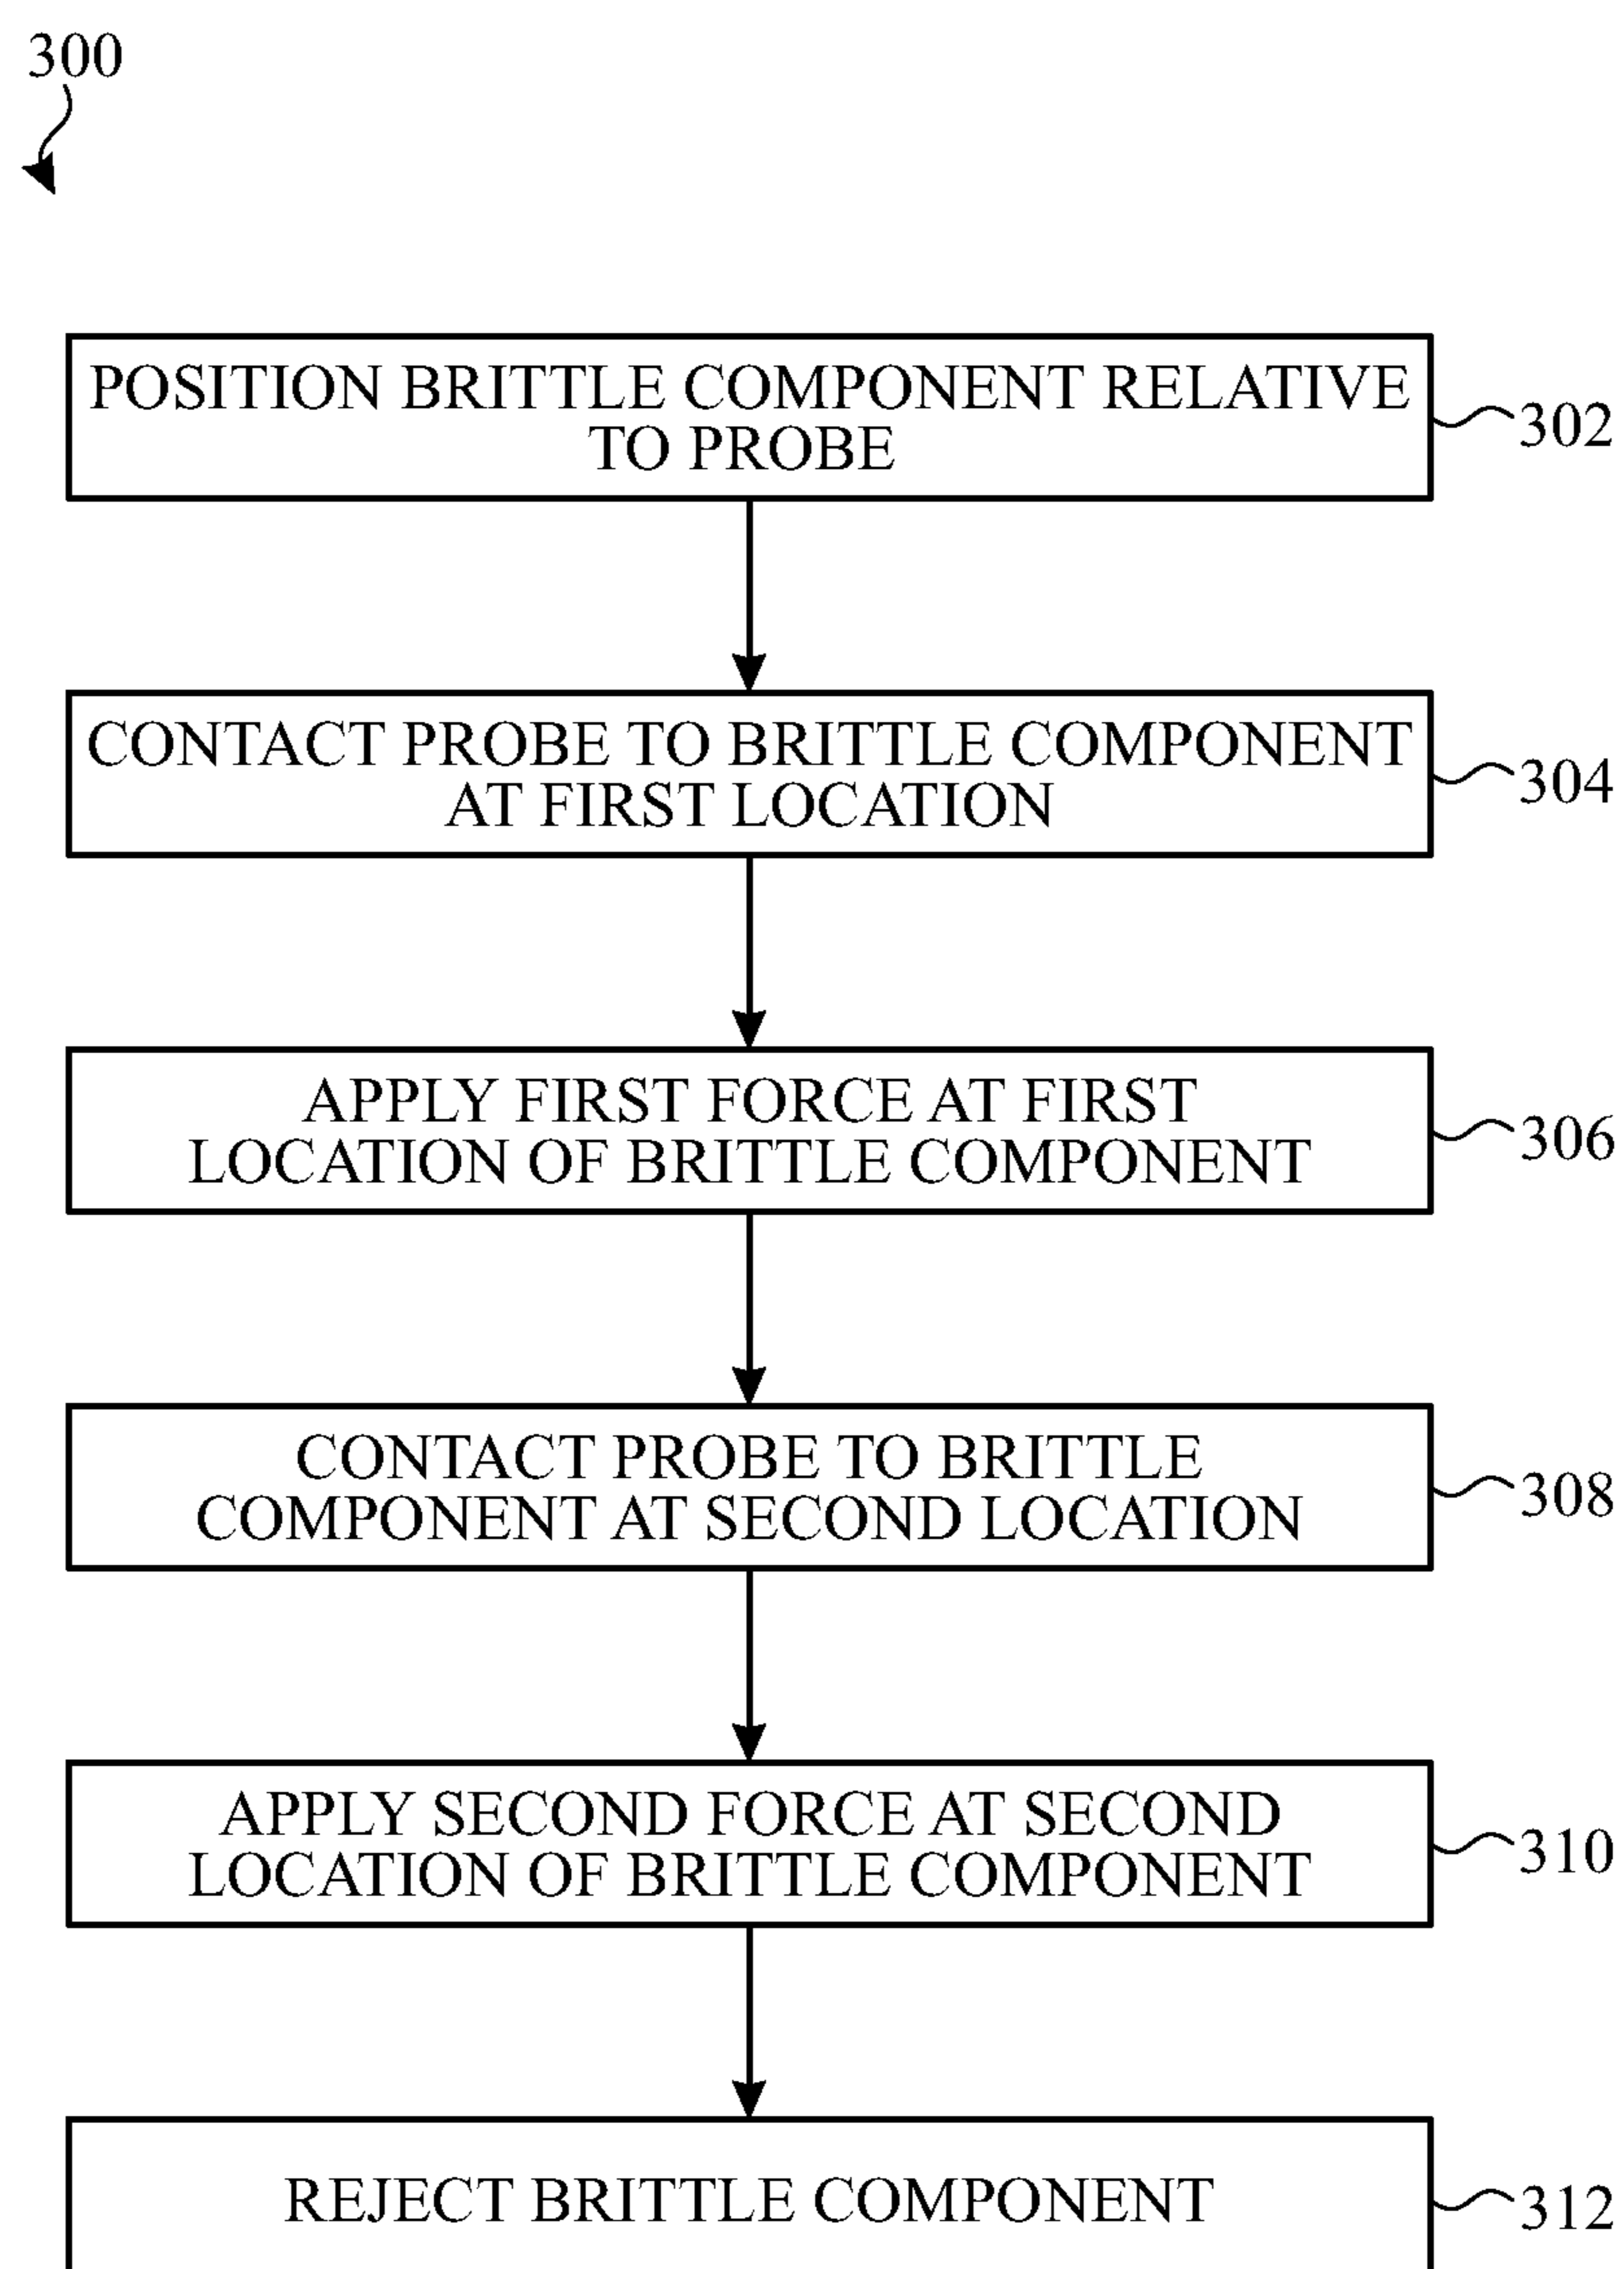 300
POSITION BRITTLE COMPONENT RELATIVE
TO PROBE
302
CONTACT PROBE TO BRITTLE COMPONENT
AT FIRST LOCATION
304
APPLY FIRST FORCE AT FIRST
LOCATION OF BRITTLE COMPONENT
306
CONTACT PROBE TO BRITTLE
COMPONENT AT SECOND LOCATION
308
APPLY SECOND FORCE AT SECOND
LOCATION OF BRITTLE COMPONENT
310
REJECT BRITTLE COMPONENT
312